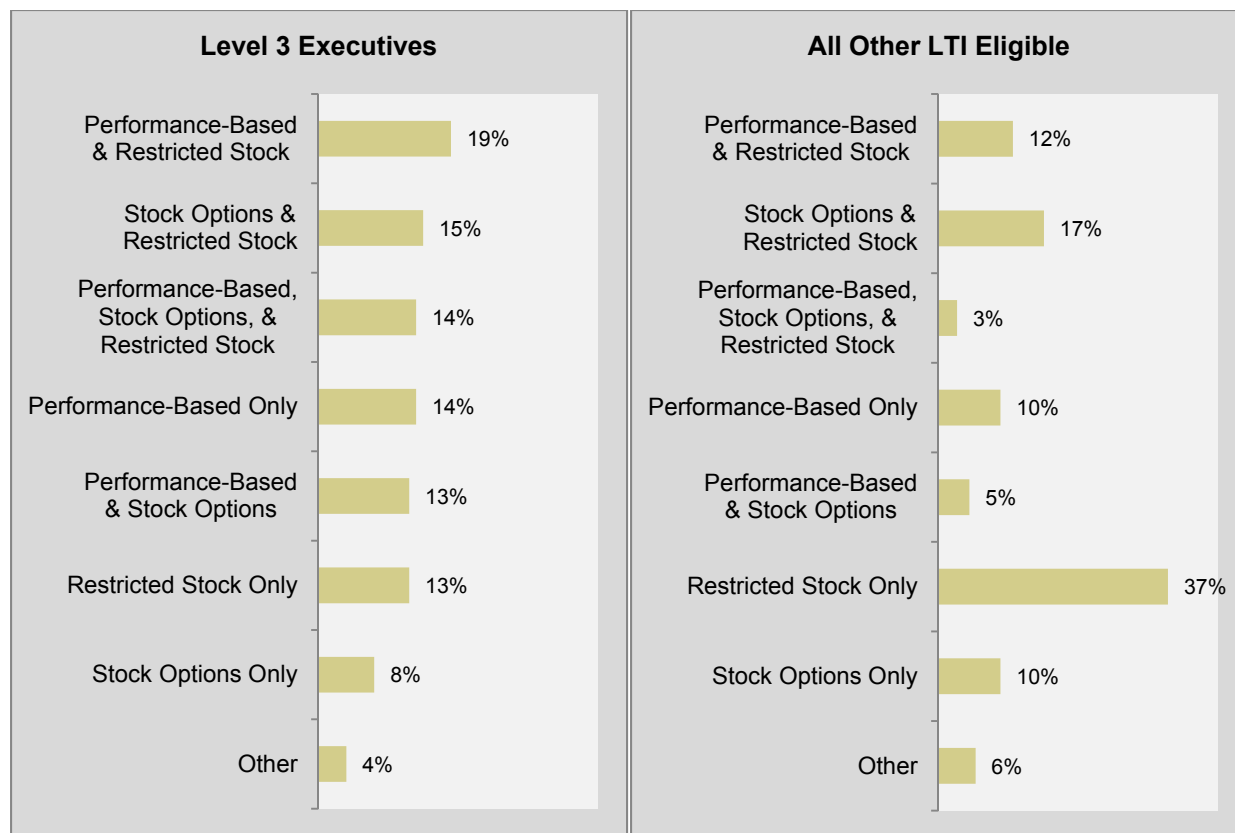 Level 3 Executives
Performance-Based
& Restricted Stock
19%
Stock Options &
Restricted Stock
15%
Performance-Based,
Stock Options, &
Restricted Stock
14%
Performance-Based Only
14%
Performance-Based
& Stock Options
13%
Restricted Stock Only
13%
Stock Options Only
8%
Other
4%
All Other LTI Eligible
Performance-Based
& Restricted Stock
12%
Stock Options &
Restricted Stock
17%
Performance-Based,
Stock Options, &
Restricted Stock
3%
Performance-Based Only
10%
Performance-Based
& Stock Options
5%
Restricted Stock Only
37%
Stock Options Only
10%
Other
6%